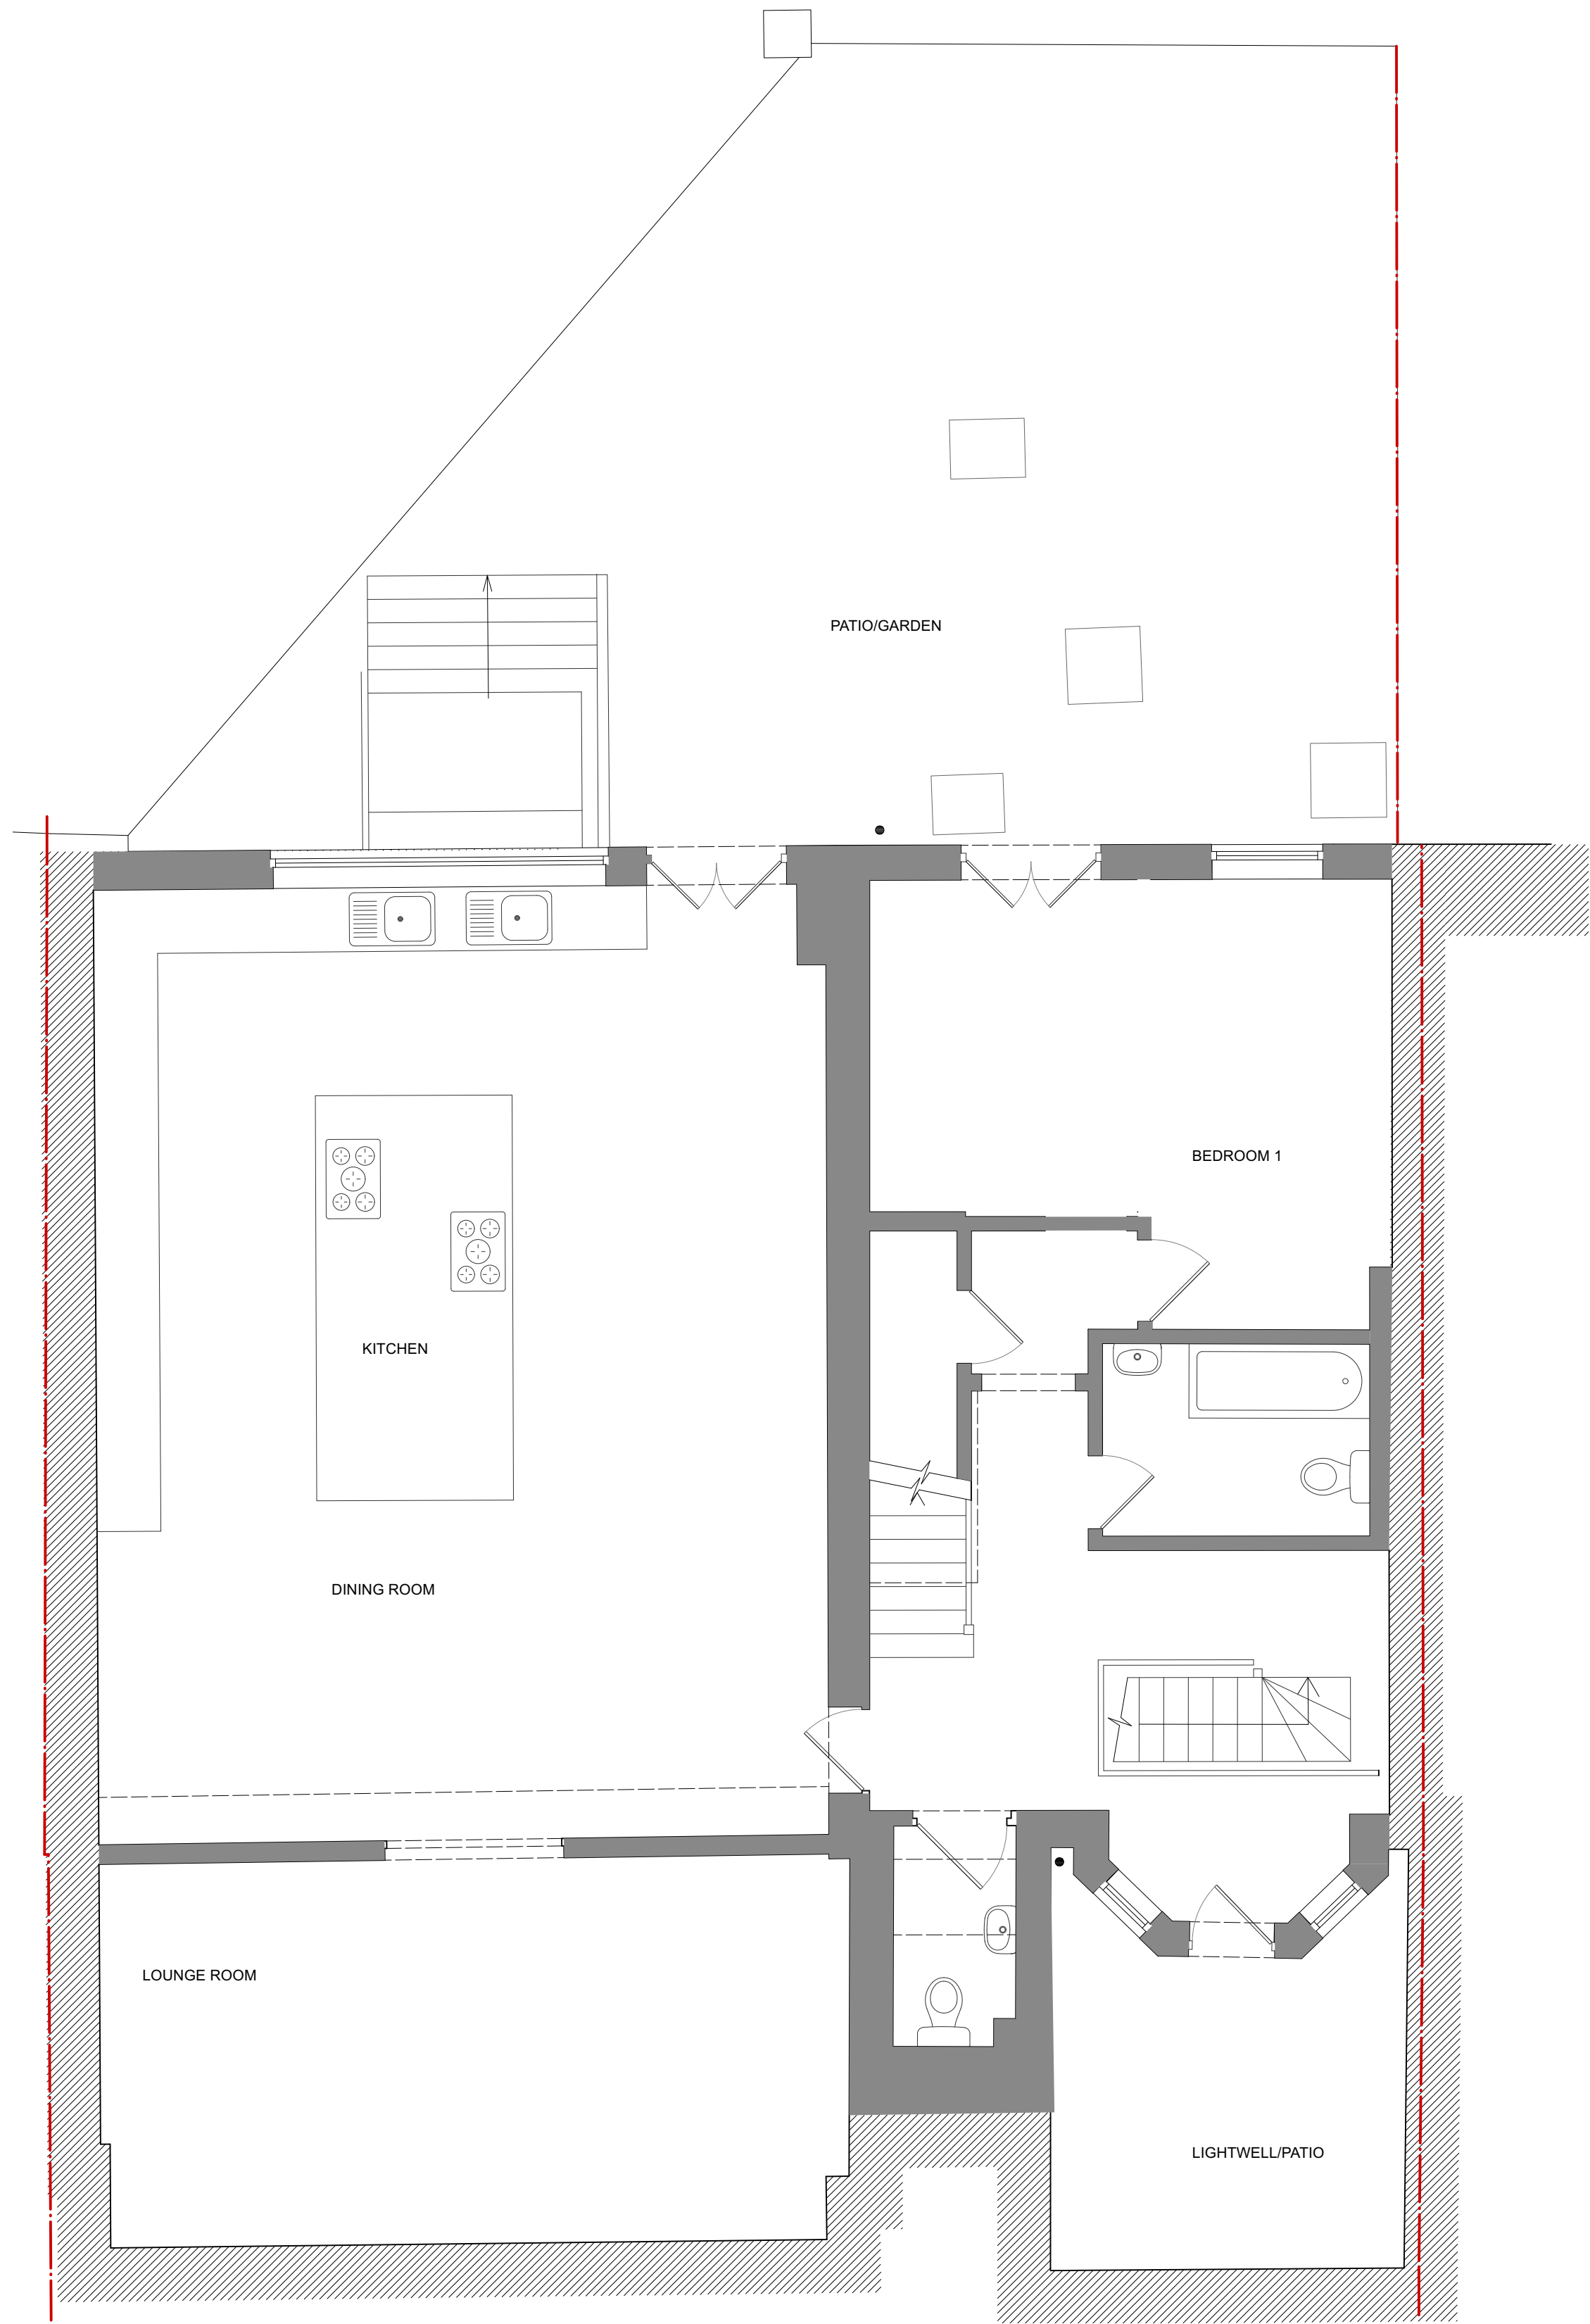 PATIO/GARDEN
BEDROOM 1
KITCHEN
DINING ROOM
LOUNGE ROOM
LIGHTWELL/PATIO